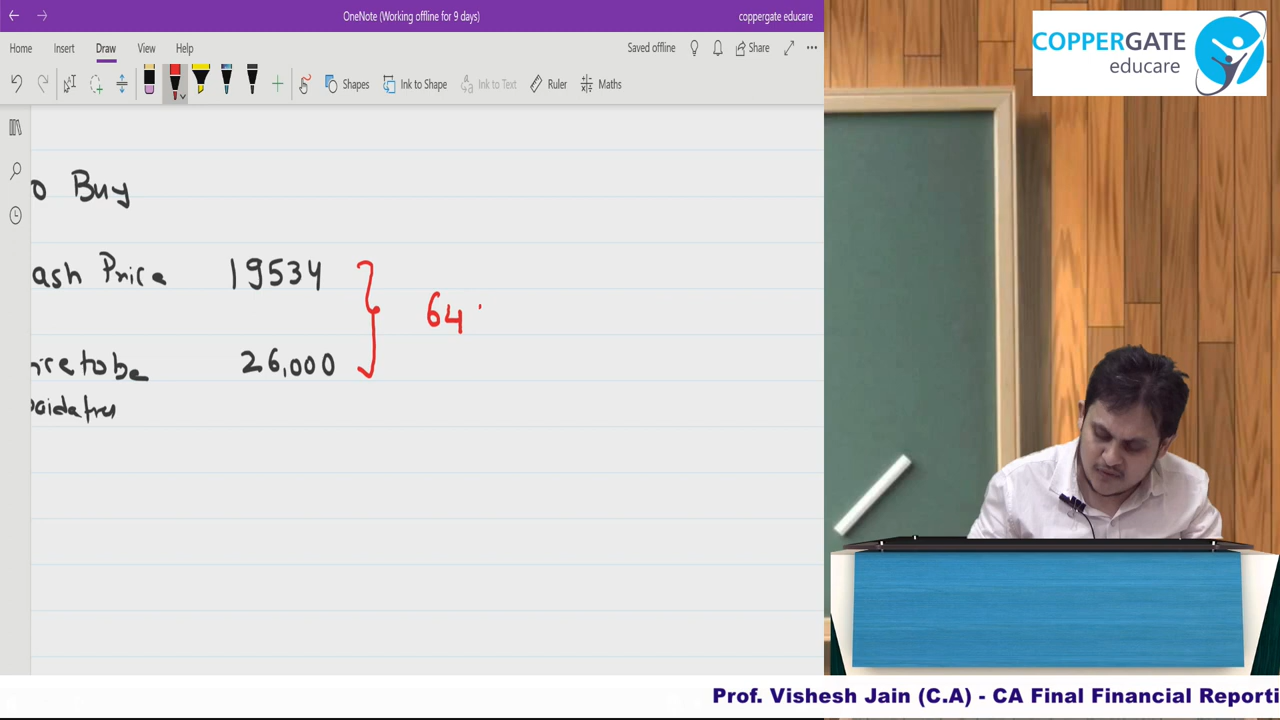 OneNote (Working offline for 9 days)
coppergate educare
Home Insert Draw View Help
Saved offline
Share
Shapes
Ink to Shape
Ink to Text
Ruler
Maths
COPPERGATE
educare
o Buy
ash Price 19534
26,000
64
Prof. Vishesh Jain (C.A) - CA Final Financial Reporti